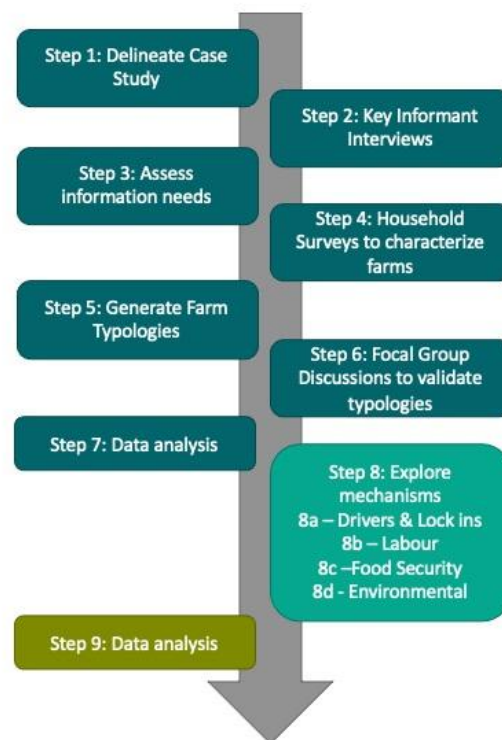 Step 1: Delineate Case
Study
Step 2: Key Informant
Interviews
Step 3: Assess
information needs
Step 4: Household
Surveys to characterize
farms
Step 5: Generate Farm
Typologies
Step 6: Focal Group
Discussions to validate
typologies
Step 7: Data analysis
Step 8: Explore
mechanisms
8a – Drivers & Lock ins
8b – Labour
8c –Food Security
8d - Environmental
Step 9: Data analysis